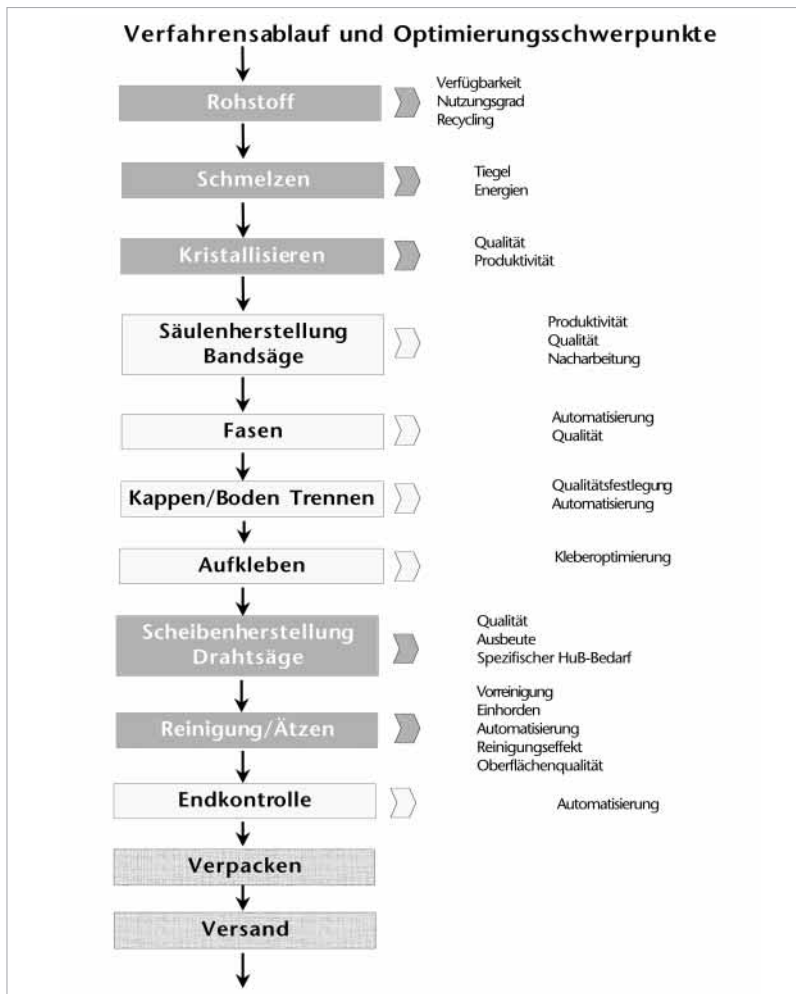 Verfahrensablauf und Optimierungsschwerpunkte
Rohstoff
Verfügbarkeit
Nutzungsgrad
Recycling
Schmelzen
Tiegel
Energien
Kristallisieren
Qualität
Produktivität
Säulenherstellung
Bandsäge
Produktivität
Qualität
Nacharbeitung
Fasen
Automatisierung
Qualität
Kappen/Boden Trennen
Qualitätsfestlegung
Automatisierung
Aufkleben
Kleberoptimierung
Scheibenherstellung
Drahtsäge
Qualität
Ausbeute
Spezifischer HuB-Bedarf
Reinigung/Ätzen
Vorreinigung
Einhorden
Automatisierung
Reinigungseffekt
Oberflächenqualität
Endkontrolle
Automatisierung
Verpacken
Versand